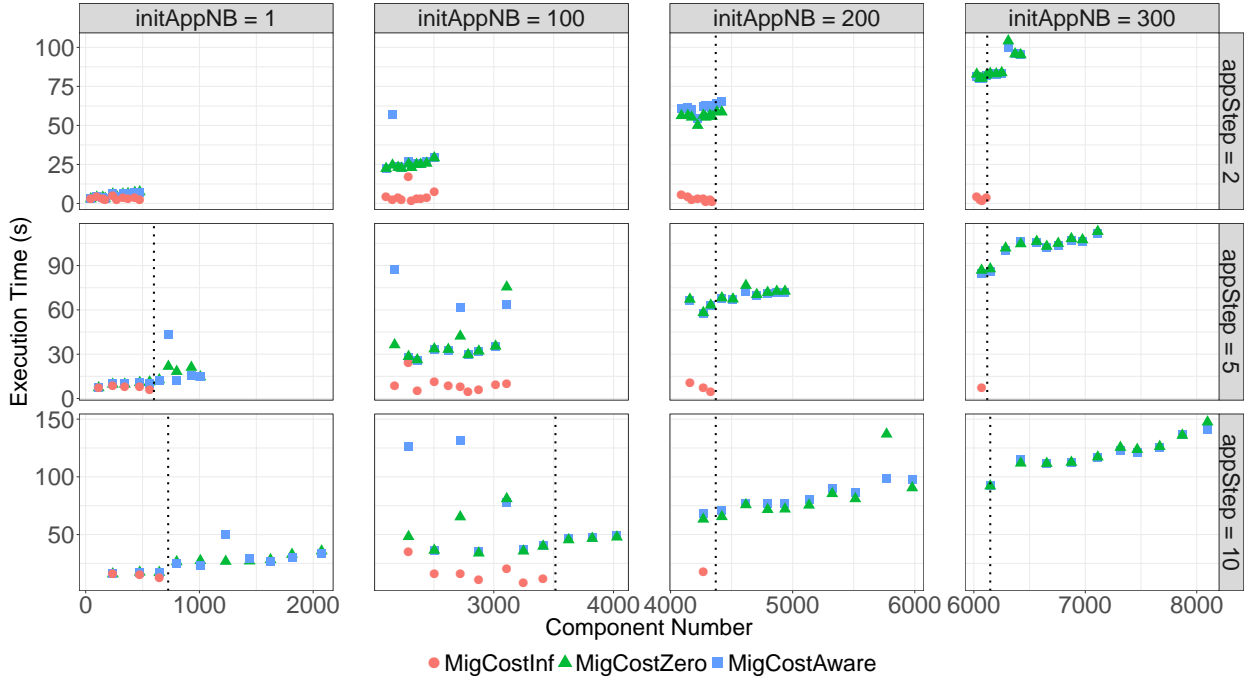 initAppNB = 1 initAppNB = 100 initAppNB = 200 initAppNB = 300
100
75
50
25
0
appStep = 2
90
60
30
0
appStep = 5
150
100
50
appStep = 10
Execution Time (s)
0 1000 2000 3000 4000 4000 5000 6000 6000 7000 8000
Component Number
MigCostInf MigCostZero MigCostAware